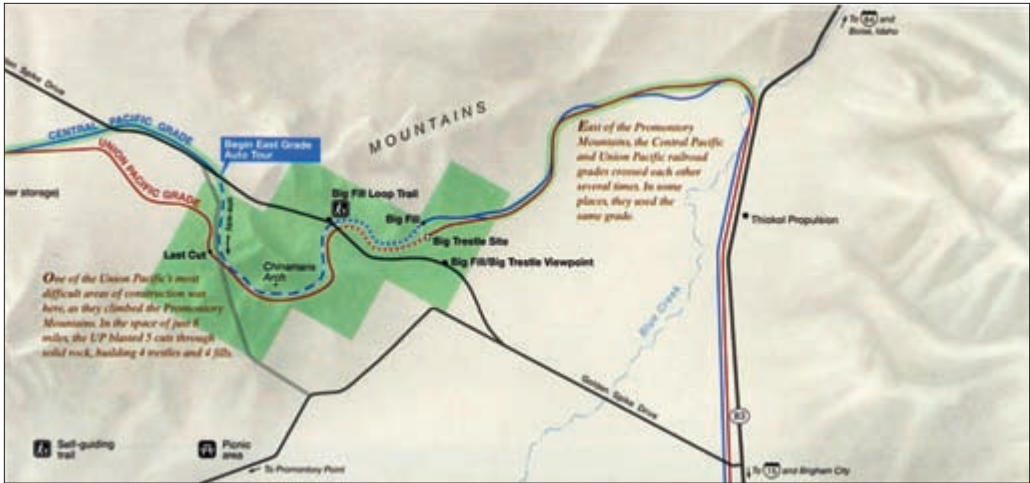 To 84 and
Boise, Idaho
Spike Drive
CENTRAL PACIFIC GRADE
UNION PACIFIC GRADE
Begin East Grade
Auto Tour
MOUNTAINS
East of the Promontory
Mountains, the Central Pacific
and Union Pacific railroad
grades crossed each other
several times. In some
places, they used the
same grade.
storage)
one-way
Big Fill Loop Trail
Big Fill
Big Trestle Site
Big Fill/Big Trestle Viewpoint
Thiokol Propulsion
Last Cut
Chinamans
Arch
One of the Union Pacific's most
difficult areas of construction was
here, as they climbed the Promontory
Mountains. In the space of just 6
miles, the UP blasted 5 cuts through
solid rock, building 4 trestles and 4 fills.
Blue Creek
Golden Spike Drive
83
Self-guiding
trail
Picnic
area
To Promontory Point
To 15 and Brigham City